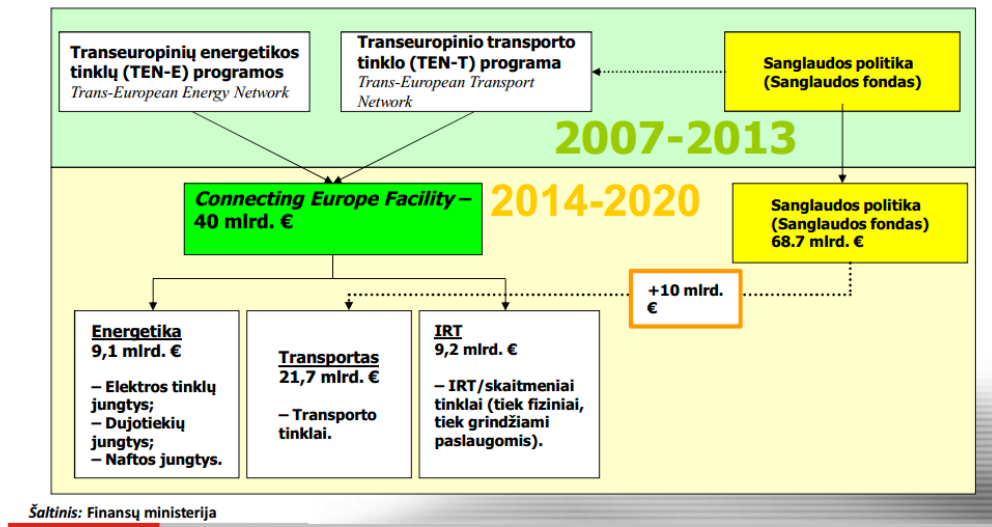 Transeuropinių energetikos
tinklų (TEN-E) programos
Trans-European Energy Network
Transeuropinio transporto
tinklo (TEN-T) programa
Trans-European Transport
Network
Sanglaudos politika
(Sanglaudos fondas)
2007-2013
Connecting Europe Facility –
40 mlrd. €
2014-2020
Sanglaudos politika
(Sanglaudos fondas)
68.7 mlrd. €
+10 mlrd.
€
Energetika
9,1 mlrd. €
– Elektros tinklų
jungtys;
– Dujotiekių
jungtys;
– Naftos jungtys.
Transportas
21,7 mlrd. €
– Transporto
tinklai.
IRT
9,2 mlrd. €
– IRT/skaitmeniai
tinklai (tiek fiziniai,
tiek grindžiami
paslaugomis).
Šaltinis: Finansų ministerija